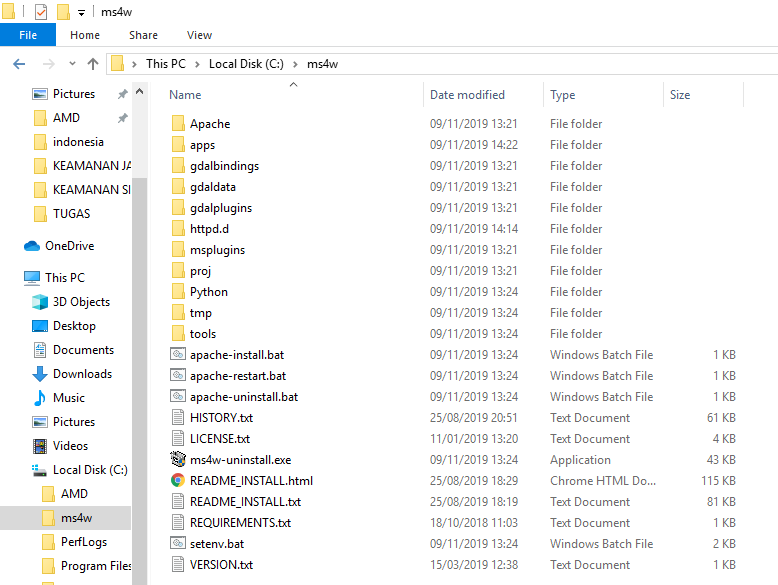 ms4w
File Home Share View
This PC Local Disk (C:) ms4w
Pictures
AMD
indonesia
KEAMANAN JA
KEAMANAN SI
TUGAS
OneDrive
This PC
3D Objects
Desktop
Documents
Downloads
Music
Pictures
Videos
Local Disk (C:)
AMD
ms4w
PerfLogs
Program Files
Name Date modified Type Size
Apache 09/11/2019 13:21 File folder
apps 09/11/2019 14:22 File folder
gdalbindings 09/11/2019 13:21 File folder
gdaldata 09/11/2019 13:21 File folder
gdalplugins 09/11/2019 13:21 File folder
httpd.d 09/11/2019 14:14 File folder
msplugins 09/11/2019 13:21 File folder
proj 09/11/2019 13:21 File folder
Python 09/11/2019 13:24 File folder
tmp 09/11/2019 13:24 File folder
tools 09/11/2019 13:24 File folder
apache-install.bat 09/11/2019 13:24 Windows Batch File 1 KB
apache-restart.bat 09/11/2019 13:24 Windows Batch File 1 KB
apache-uninstall.bat 09/11/2019 13:24 Windows Batch File 1 KB
HISTORY.txt 25/08/2019 20:51 Text Document 61 KB
LICENSE.txt 11/01/2019 13:20 Text Document 4 KB
ms4w-uninstall.exe 09/11/2019 13:24 Application 43 KB
README_INSTALL.html 25/08/2019 18:29 Chrome HTML Do... 115 KB
README_INSTALL.txt 25/08/2019 18:19 Text Document 81 KB
REQUIREMENTS.txt 18/10/2018 11:03 Text Document 1 KB
setenv.bat 09/11/2019 13:24 Windows Batch File 2 KB
VERSION.txt 15/03/2019 12:38 Text Document 1 KB